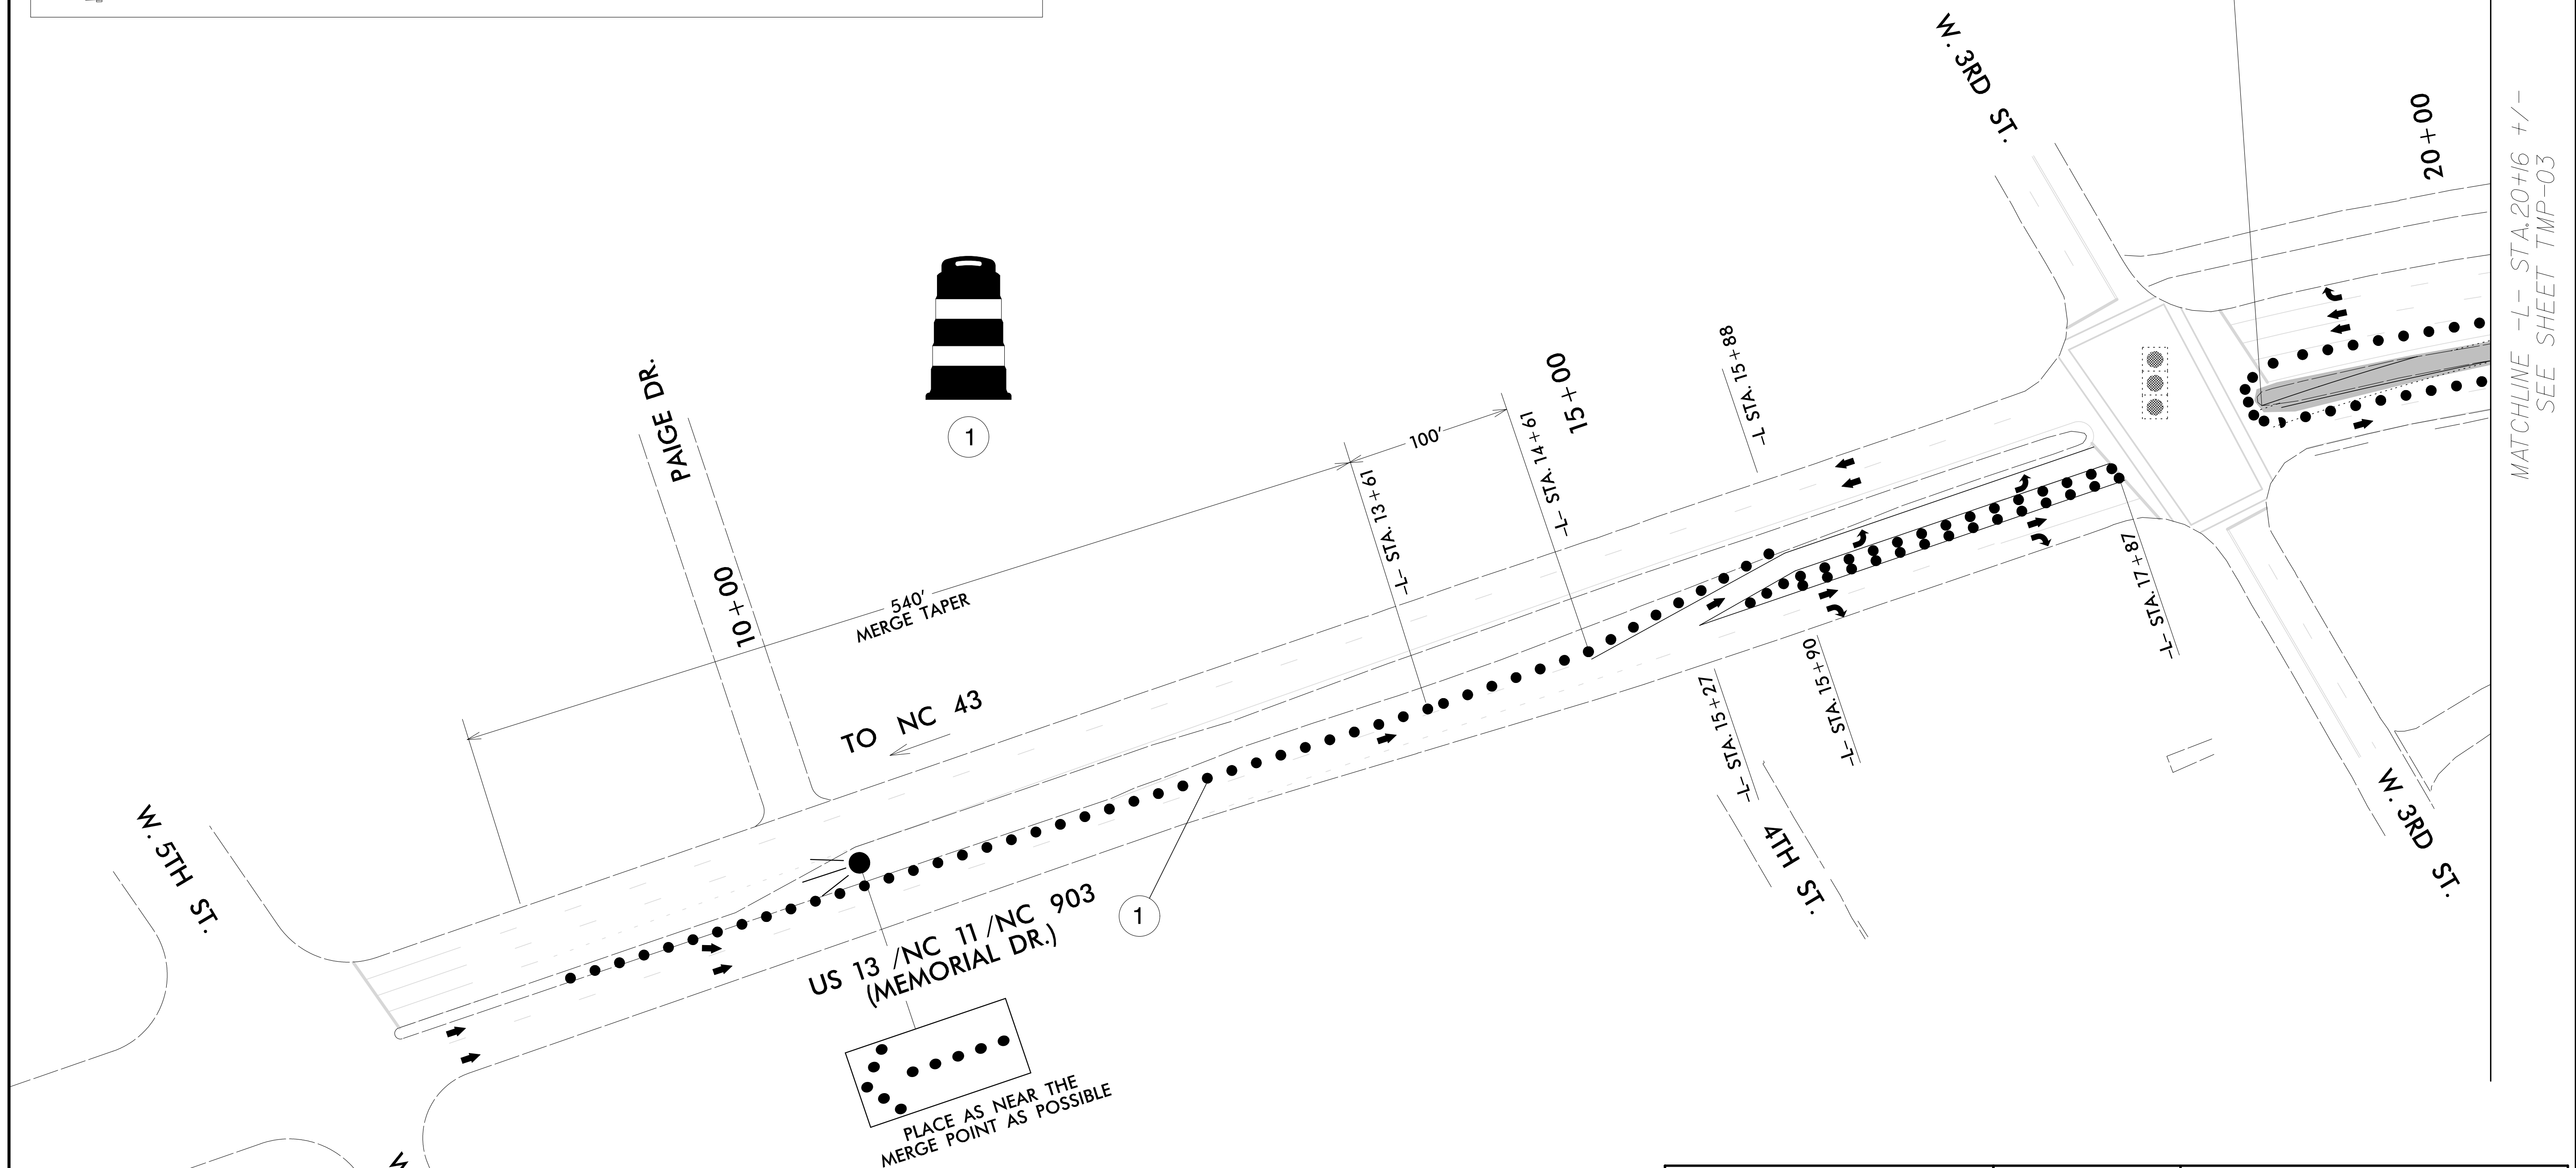 W. 3RD ST.
20+00
MATCHLINE -L- STA. 20+16 +/-
SEE SHEET TMP-03
PAIGE DR.
10+00
1
540'
MERGE TAPER
100'
-L- STA. 13+61
-L- STA. 14+61
15+00
-L STA. 15+88
TO NC 43
W. 5TH ST.
US 13 /NC 11 /NC 903
(MEMORIAL DR.)
1
-L- STA. 15+27
-L- STA. 15+90
-L- STA. 17+87
4TH ST.
W. 3RD ST.
PLACE AS NEAR THE
MERGE POINT AS POSSIBLE
W